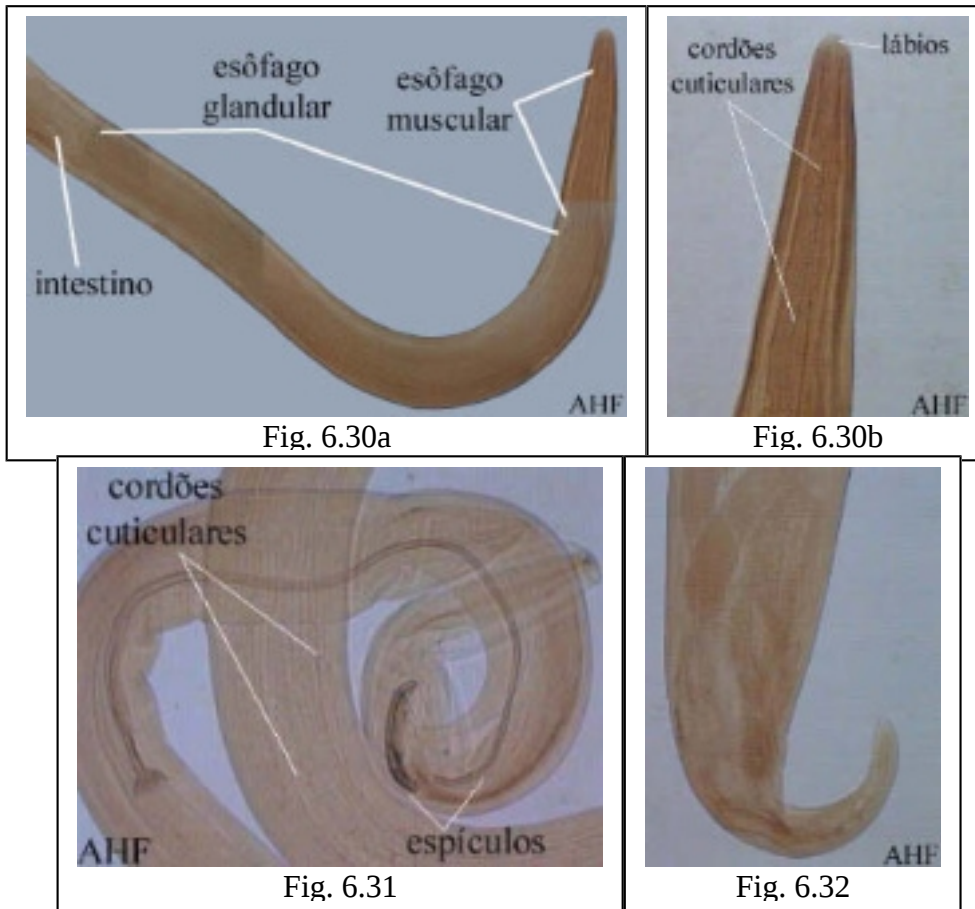 esôfago
glandular
esôfago
muscular
intestino
AHF
Fig. 6.30a
cordões
cuticulares
lábios
AHF
Fig. 6.30b
cordões
cuticulares
espículos
AHF
Fig. 6.31
AHF
Fig. 6.32